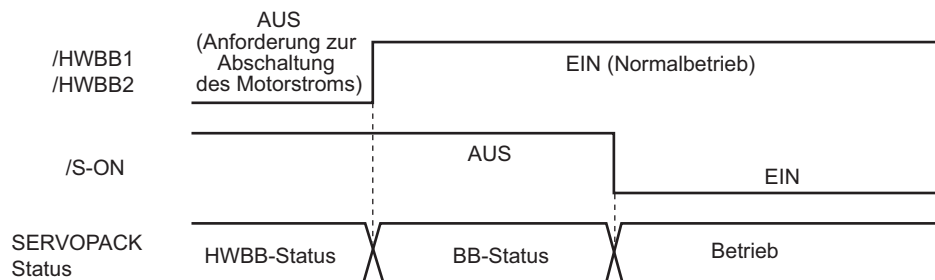 AUS
(Anforderung zur
Abschaltung
des Motorstroms)
/HWBB1
/HWBB2
EIN (Normalbetrieb)
/S-ON
AUS
EIN
SERVOPACK
Status
HWBB-Status
BB-Status
Betrieb